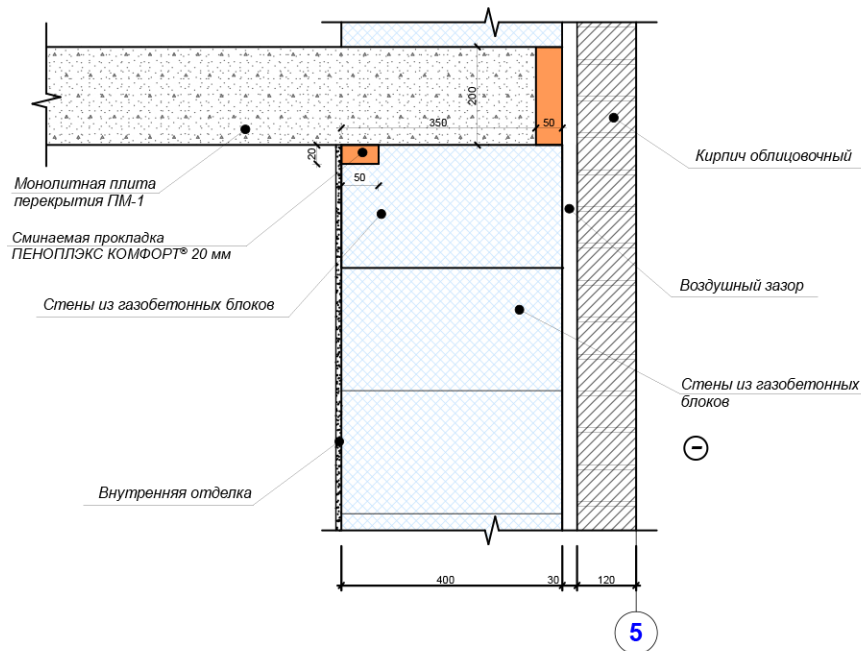 200
350
50
20
50
Кирпич облицовочный
Монолитная плита
перекрытия ПМ-1
Сминаемая прокладка
ПЕНОПЛЭКС КОМФОРТ® 20 мм
Воздушный зазор
Стены из газобетонных блоков
Стены из газобетонных
блоков
Внутренняя отделка
400
30
120
5